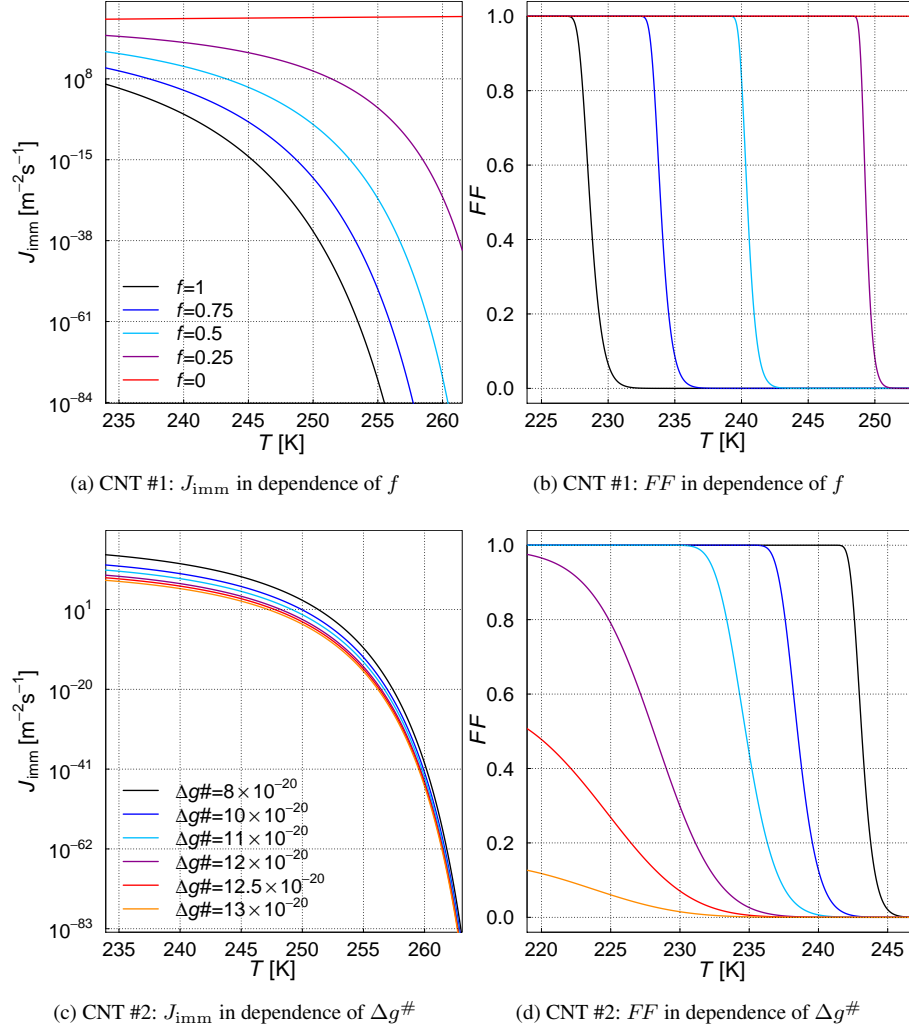 10^8
10^-15
10^-38
10^-61
10^-84
J_imm [m^-2 s^-1]
f=1
f=0.75
f=0.5
f=0.25
f=0
235 240 245 250 255 260
T [K]
(a) CNT #1: J_imm in dependence of f
1.0
0.8
0.6
0.4
0.2
0.0
FF
225 230 235 240 245 250
T [K]
(b) CNT #1: FF in dependence of f
10^1
10^-20
10^-41
10^-62
10^-83
J_imm [m^-2 s^-1]
Δg#=8×10^-20
Δg#=10×10^-20
Δg#=11×10^-20
Δg#=12×10^-20
Δg#=12.5×10^-20
Δg#=13×10^-20
235 240 245 250 255 260
T [K]
(c) CNT #2: J_imm in dependence of Δg^#
1.0
0.8
0.6
0.4
0.2
0.0
FF
220 225 230 235 240 245
T [K]
(d) CNT #2: FF in dependence of Δg^#